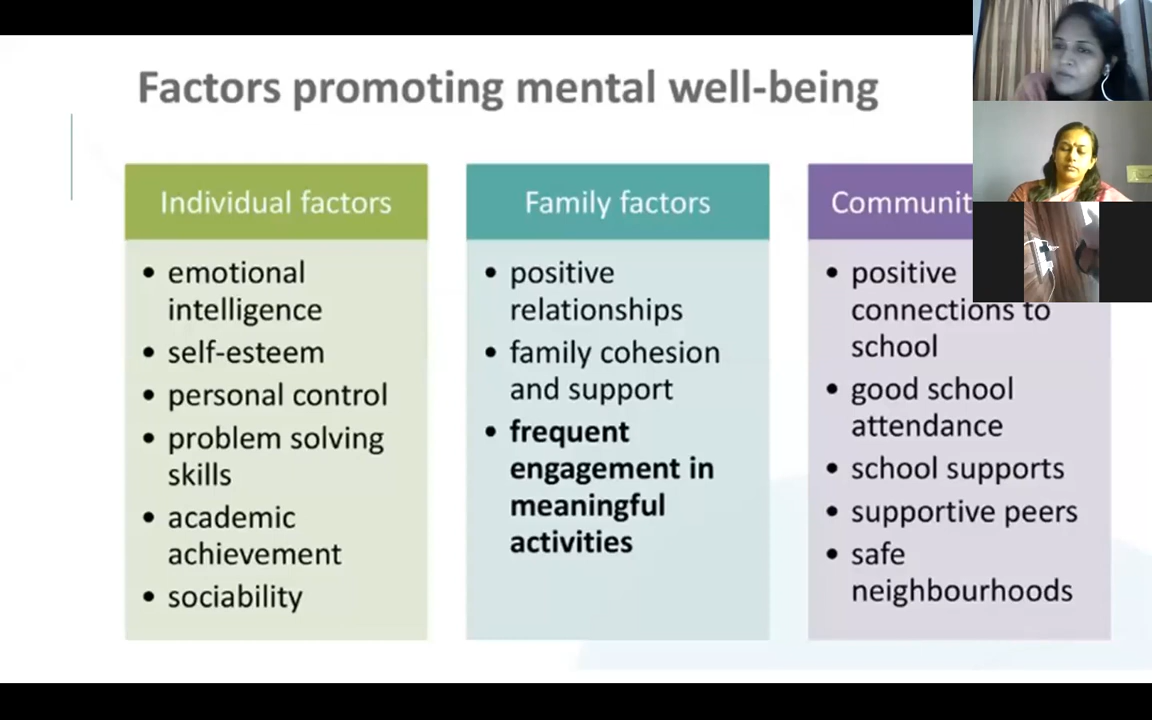 Factors promoting mental well-being
Individual factors
• emotional
intelligence
• self-esteem
• personal control
• problem solving
skills
• academic
achievement
• sociability
Family factors
• positive
relationships
• family cohesion
and support
• frequent
engagement in
meaningful
activities
Communit
• positive
connections to
school
• good school
attendance
• school supports
• supportive peers
• safe
neighbourhoods